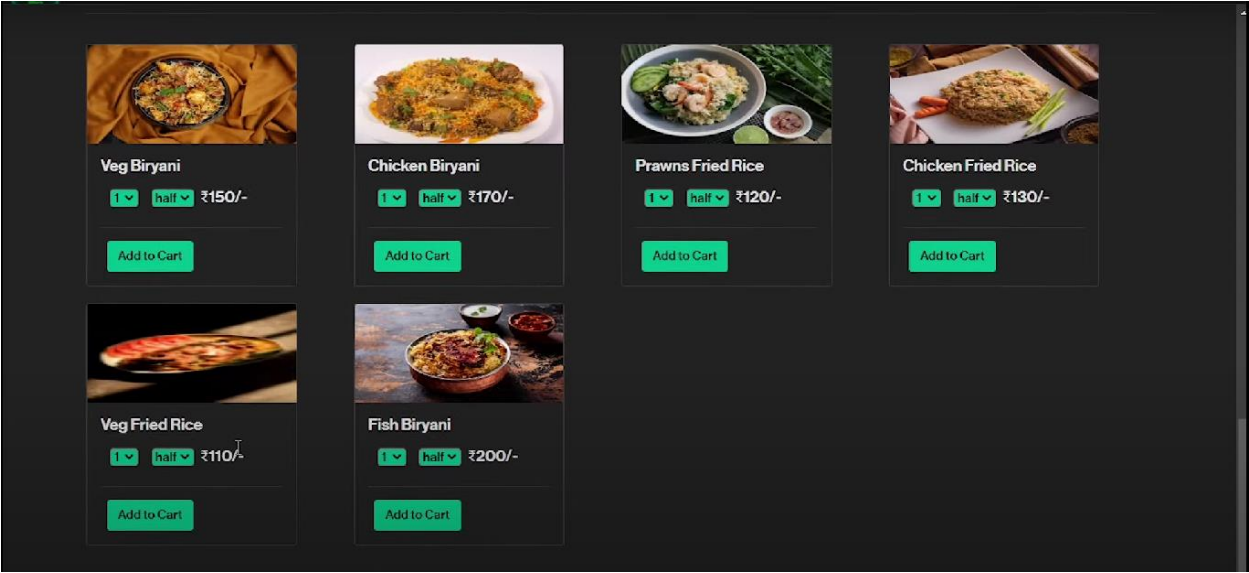 Veg Biryani
1 half ₹150/-
Add to Cart
Chicken Biryani
1 half ₹170/-
Add to Cart
Prawns Fried Rice
1 half ₹120/-
Add to Cart
Chicken Fried Rice
1 half ₹130/-
Add to Cart
Veg Fried Rice
1 half ₹110/-
Add to Cart
Fish Biryani
1 half ₹200/-
Add to Cart